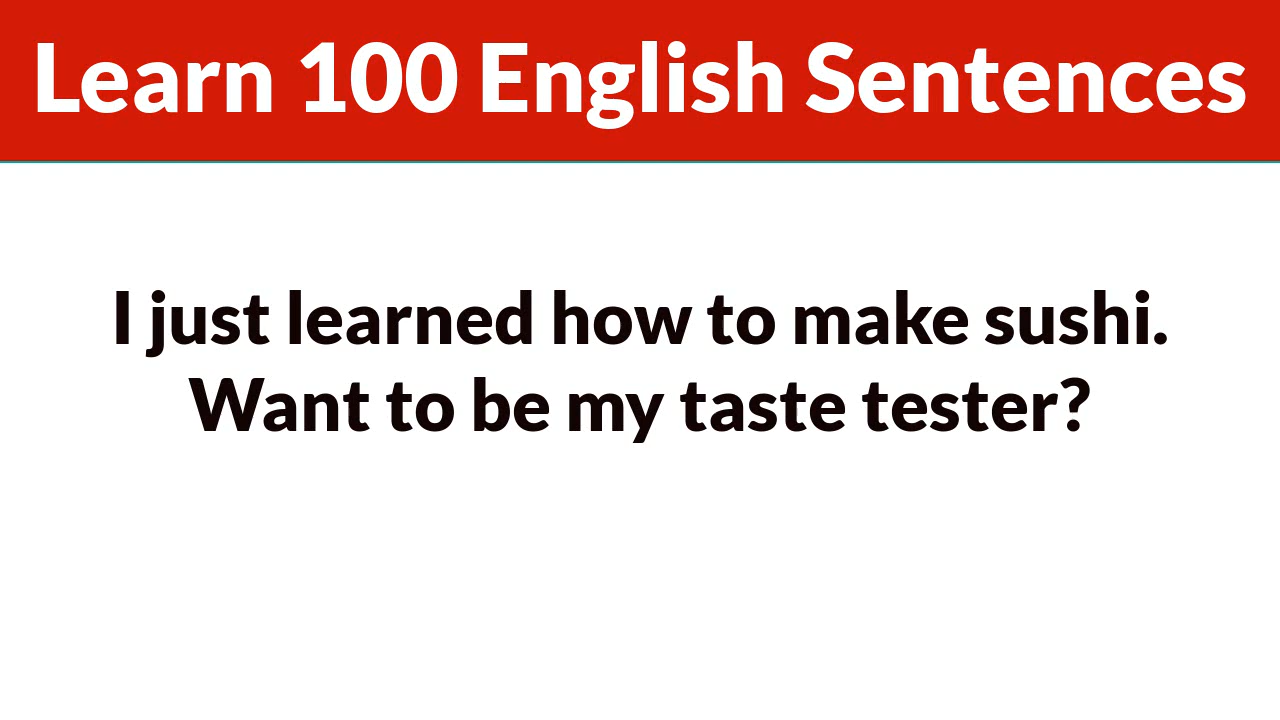 Learn 100 English Sentences
I just learned how to make sushi.
Want to be my taste tester?